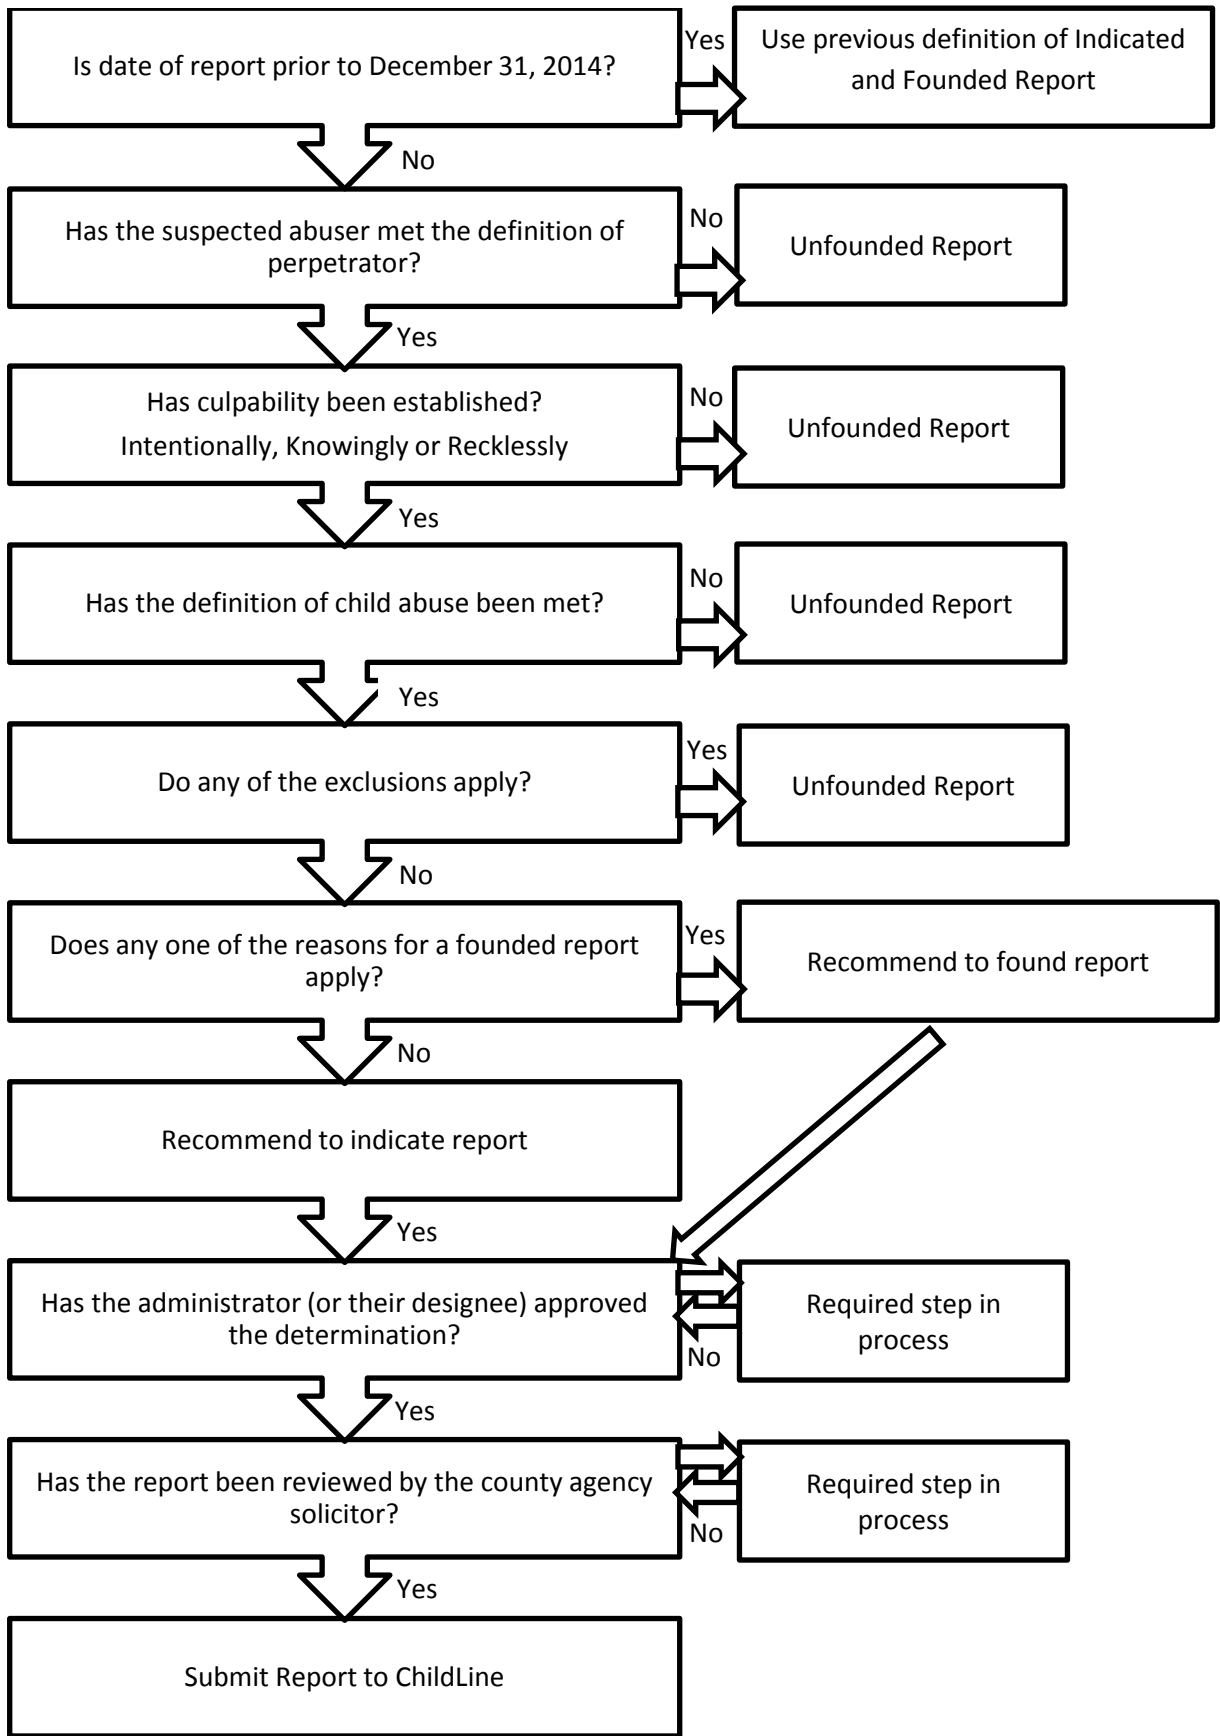 Is date of report prior to December 31, 2014?
Yes
Use previous definition of Indicated
and Founded Report
No
Has the suspected abuser met the definition of
perpetrator?
No
Unfounded Report
Yes
Has culpability been established?
Intentionally, Knowingly or Recklessly
No
Unfounded Report
Yes
Has the definition of child abuse been met?
No
Unfounded Report
Yes
Do any of the exclusions apply?
Yes
Unfounded Report
No
Does any one of the reasons for a founded report
apply?
Yes
Recommend to found report
No
Recommend to indicate report
Yes
Has the administrator (or their designee) approved
the determination?
No
Required step in
process
Yes
Has the report been reviewed by the county agency
solicitor?
No
Required step in
process
Yes
Submit Report to ChildLine